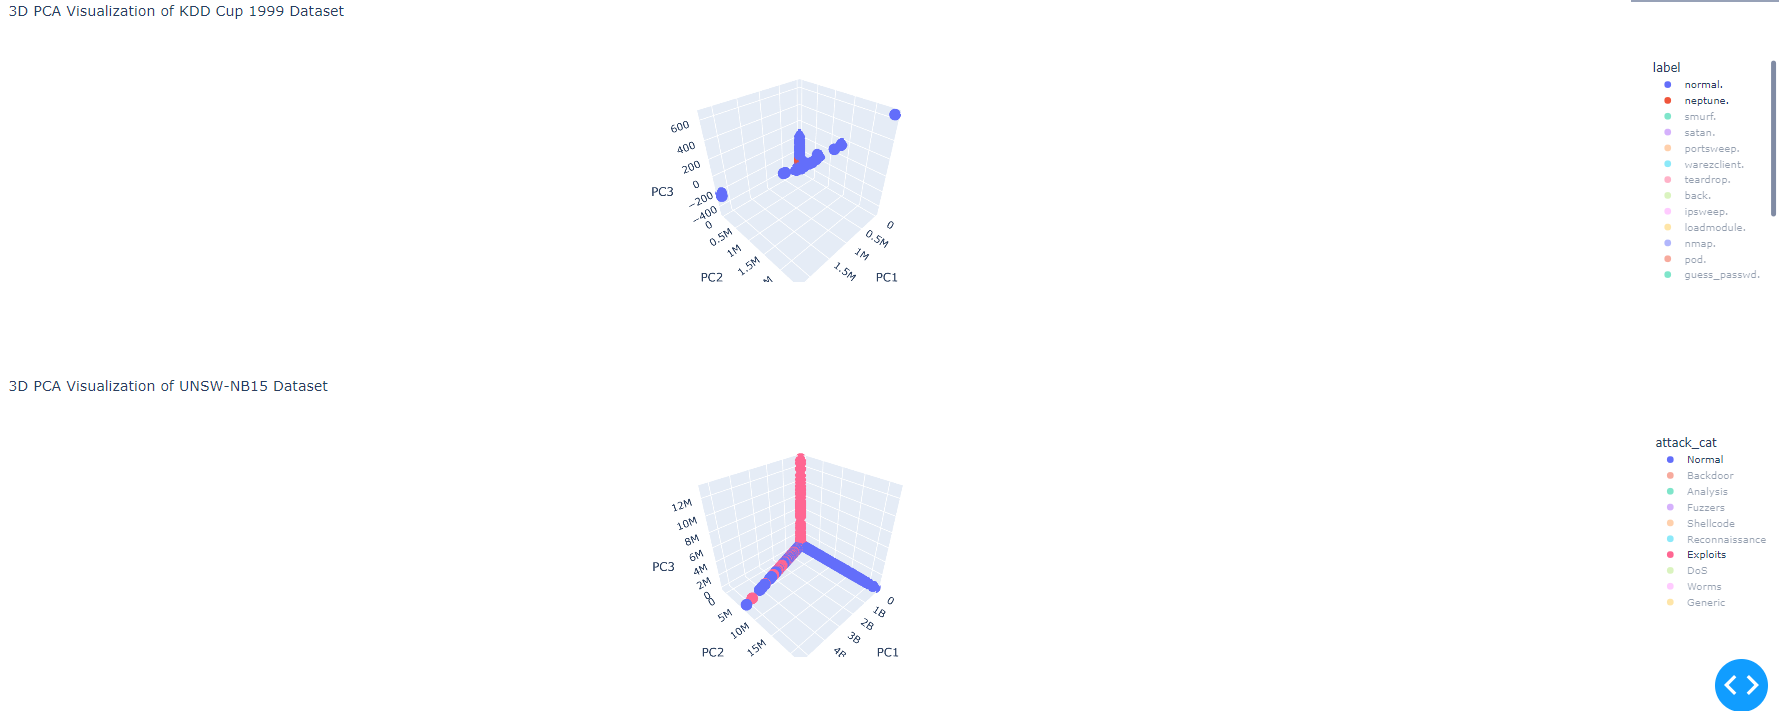 3D PCA Visualization of KDD Cup 1999 Dataset
label
normal.
neptune.
smurf.
satan.
portsweep.
warezclient.
teardrop.
back.
ipsweep.
loadmodule.
nmap.
pod.
guess_passwd.
600
400
200
0
−200
−400
PC3
0
0.5M
1M
1.5M
M
PC2
0
0.5M
1M
1.5M
PC1
3D PCA Visualization of UNSW-NB15 Dataset
attack_cat
Normal
Backdoor
Analysis
Fuzzers
Shellcode
Reconnaissance
Exploits
DoS
Worms
Generic
12M
10M
8M
6M
4M
2M
0
PC3
0
5M
10M
15M
PC2
0
1B
2B
3B
4B
PC1